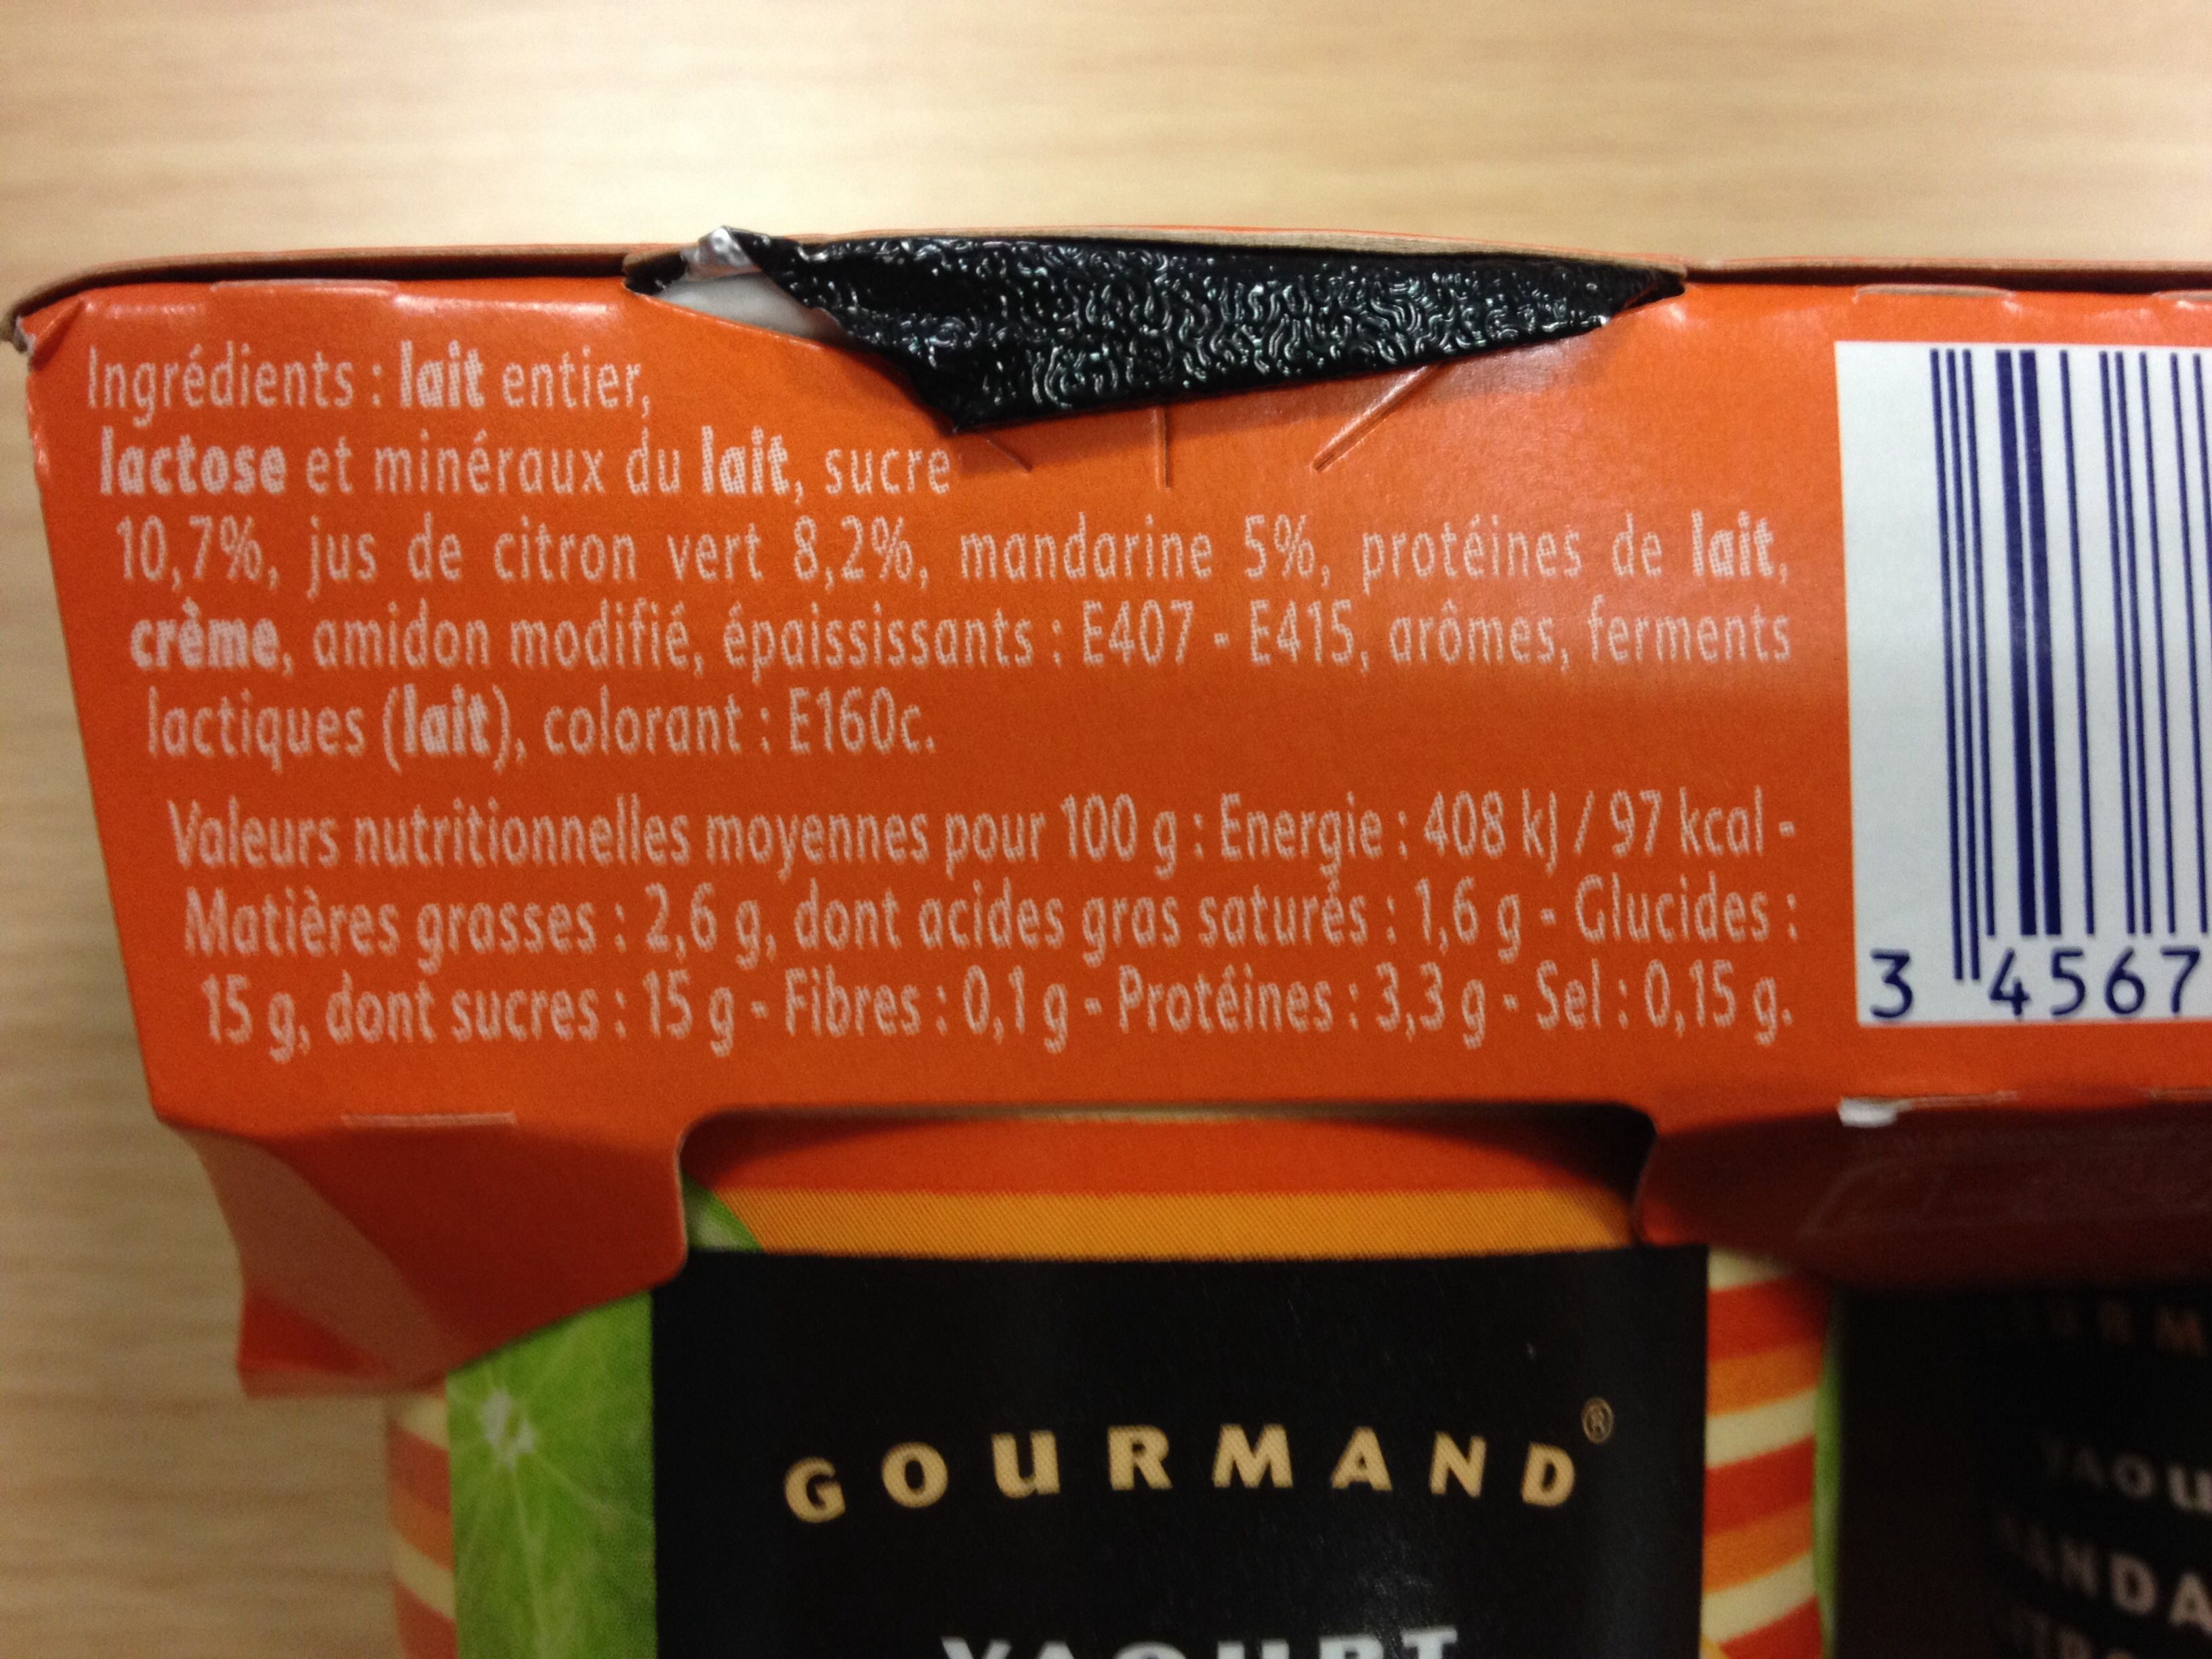 Ingrédients : lait entier,
lactose et minéraux du lait, sucre
10,7%, jus de citron vert 8,2%, mandarine 5%, protéines de lait,
crème, amidon modifié, épaississants : E407 - E415, arômes, ferments
lactiques (lait), colorant : E160c.
Valeurs nutritionnelles moyennes pour 100 g : Energie : 408 kJ / 97 kcal -
Matières grasses : 2,6 g, dont acides gras saturés : 1,6 g - Glucides :
15 g, dont sucres : 15 g - Fibres : 0,1 g - Protéines : 3,3 g - Sel : 0,15 g.
3 4567
GOURMAND®
YAOURT